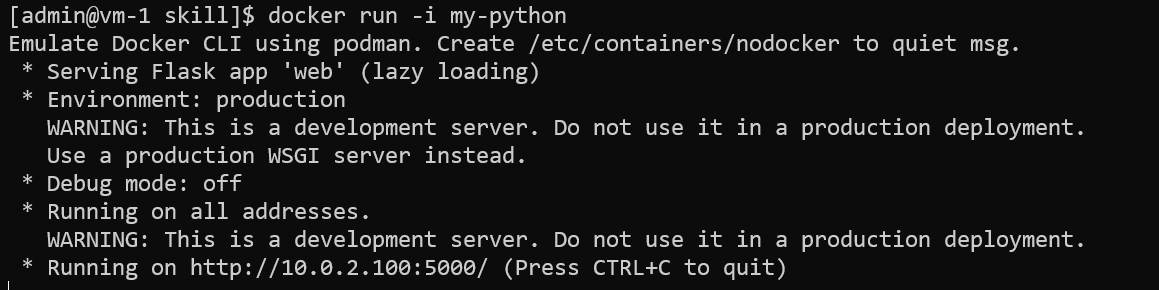 [admin@vm-1 skill]$ docker run -i my-python
Emulate Docker CLI using podman. Create /etc/containers/nodocker to quiet msg.
 * Serving Flask app 'web' (lazy loading)
 * Environment: production
   WARNING: This is a development server. Do not use it in a production deployment.
   Use a production WSGI server instead.
 * Debug mode: off
 * Running on all addresses.
   WARNING: This is a development server. Do not use it in a production deployment.
 * Running on http://10.0.2.100:5000/ (Press CTRL+C to quit)